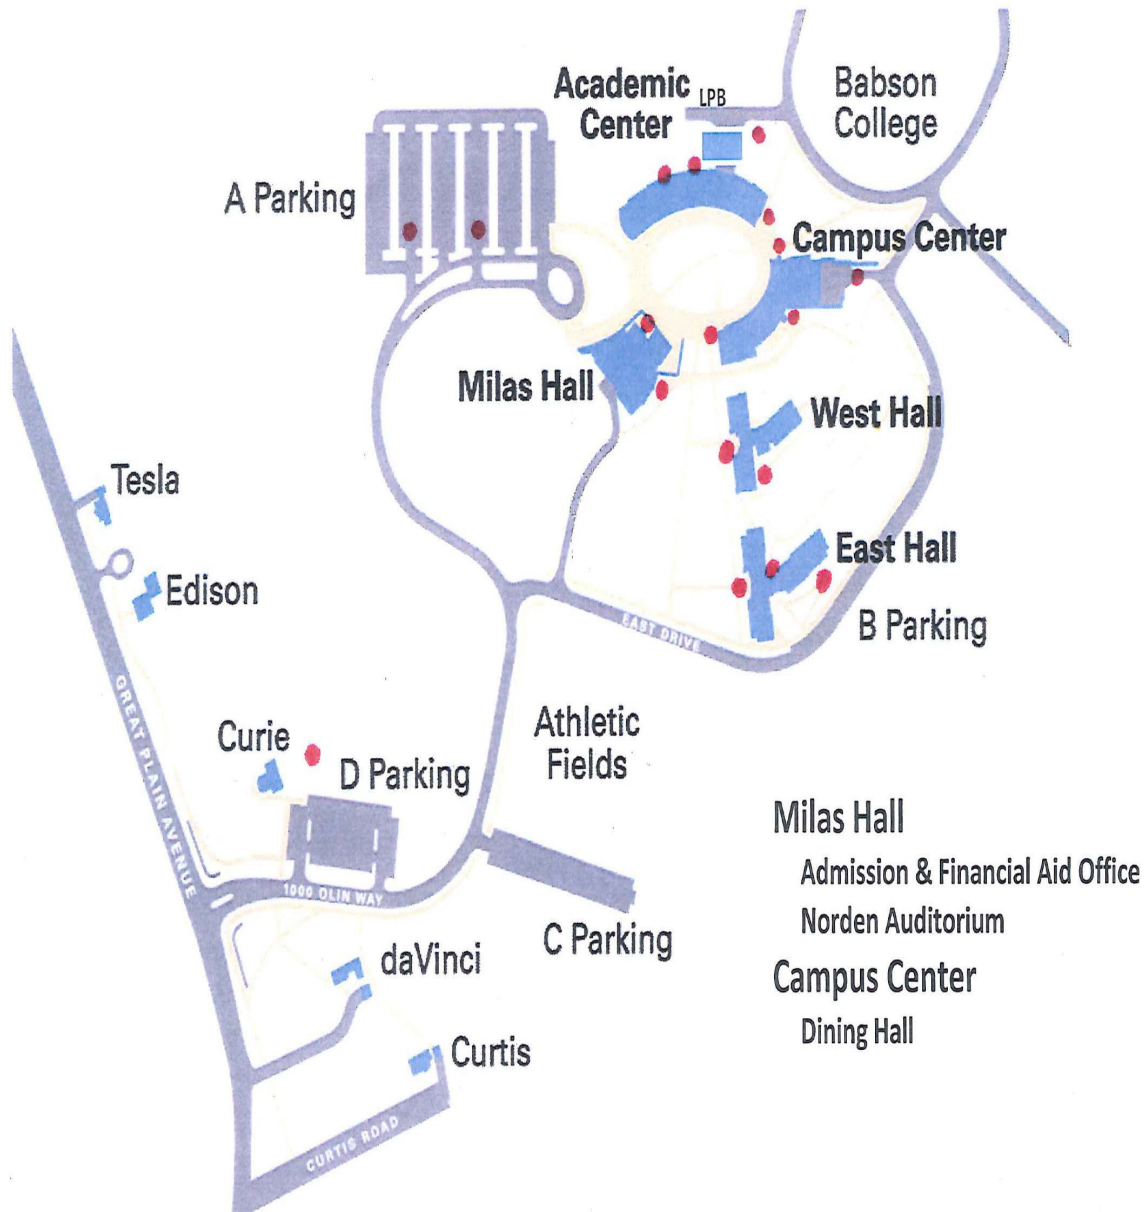 Academic
Center
LPB
Babson
College
A Parking
Campus Center
Milas Hall
West Hall
Tesla
East Hall
Edison
B Parking
EAST DRIVE
GREAT PLAIN AVENUE
Curie
D Parking
Athletic
Fields
1000 OLIN WAY
C Parking
daVinci
Curtis
CURTIS ROAD
Milas Hall
Admission & Financial Aid Office
Norden Auditorium
Campus Center
Dining Hall